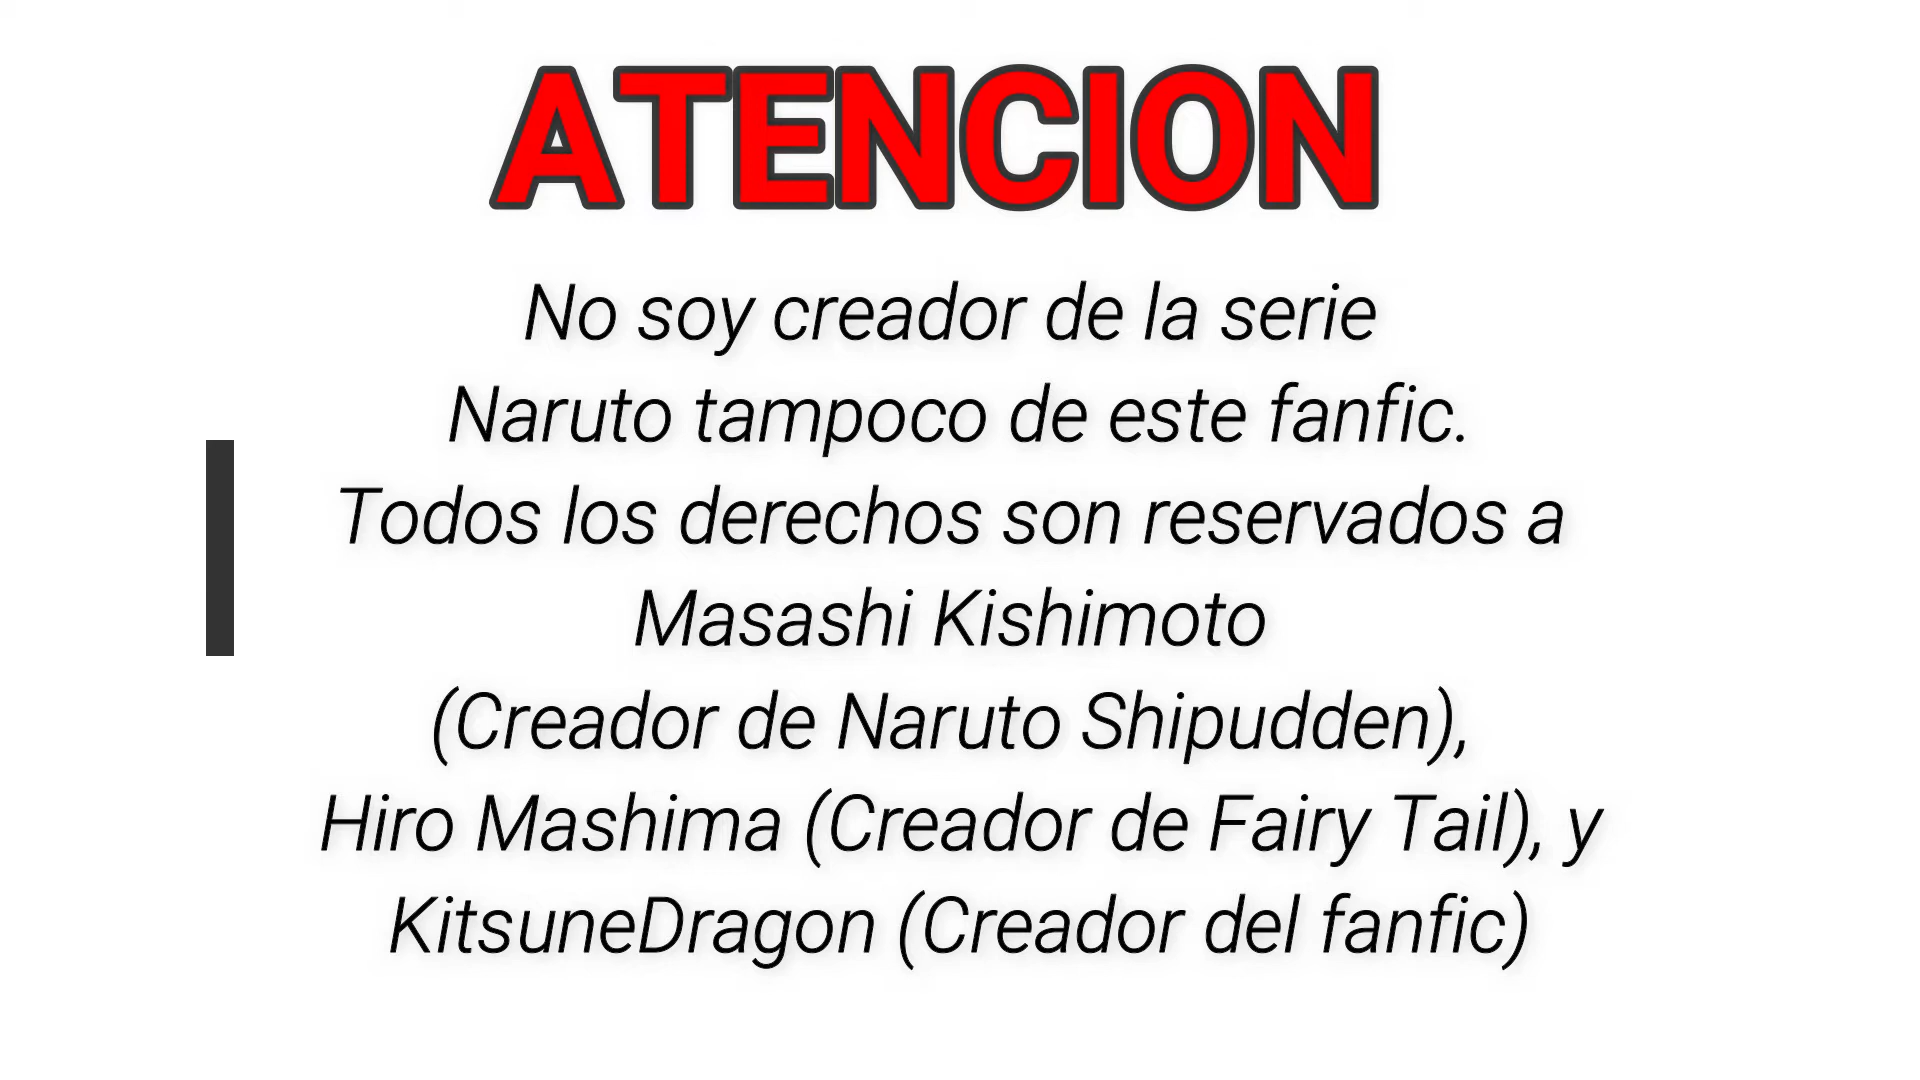 ATENCION
No soy creador de la serie
Naruto tampoco de este fanfic.
Todos los derechos son reservados a
Masashi Kishimoto
(Creador de Naruto Shipudden),
Hiro Mashima (Creador de Fairy Tail), y
KitsuneDragon (Creador del fanfic)